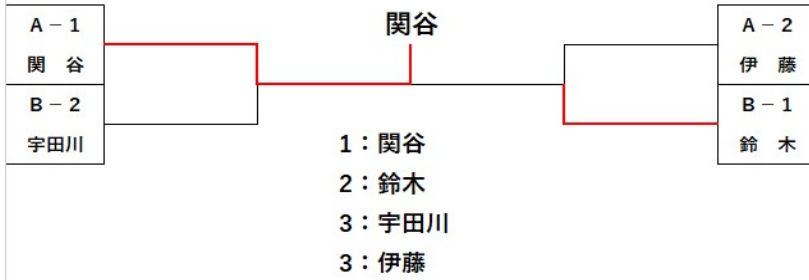 関谷
A－1
関　谷
B－2
宇田川
A－2
伊　藤
B－1
鈴　木
1：関谷
2：鈴木
3：宇田川
3：伊藤